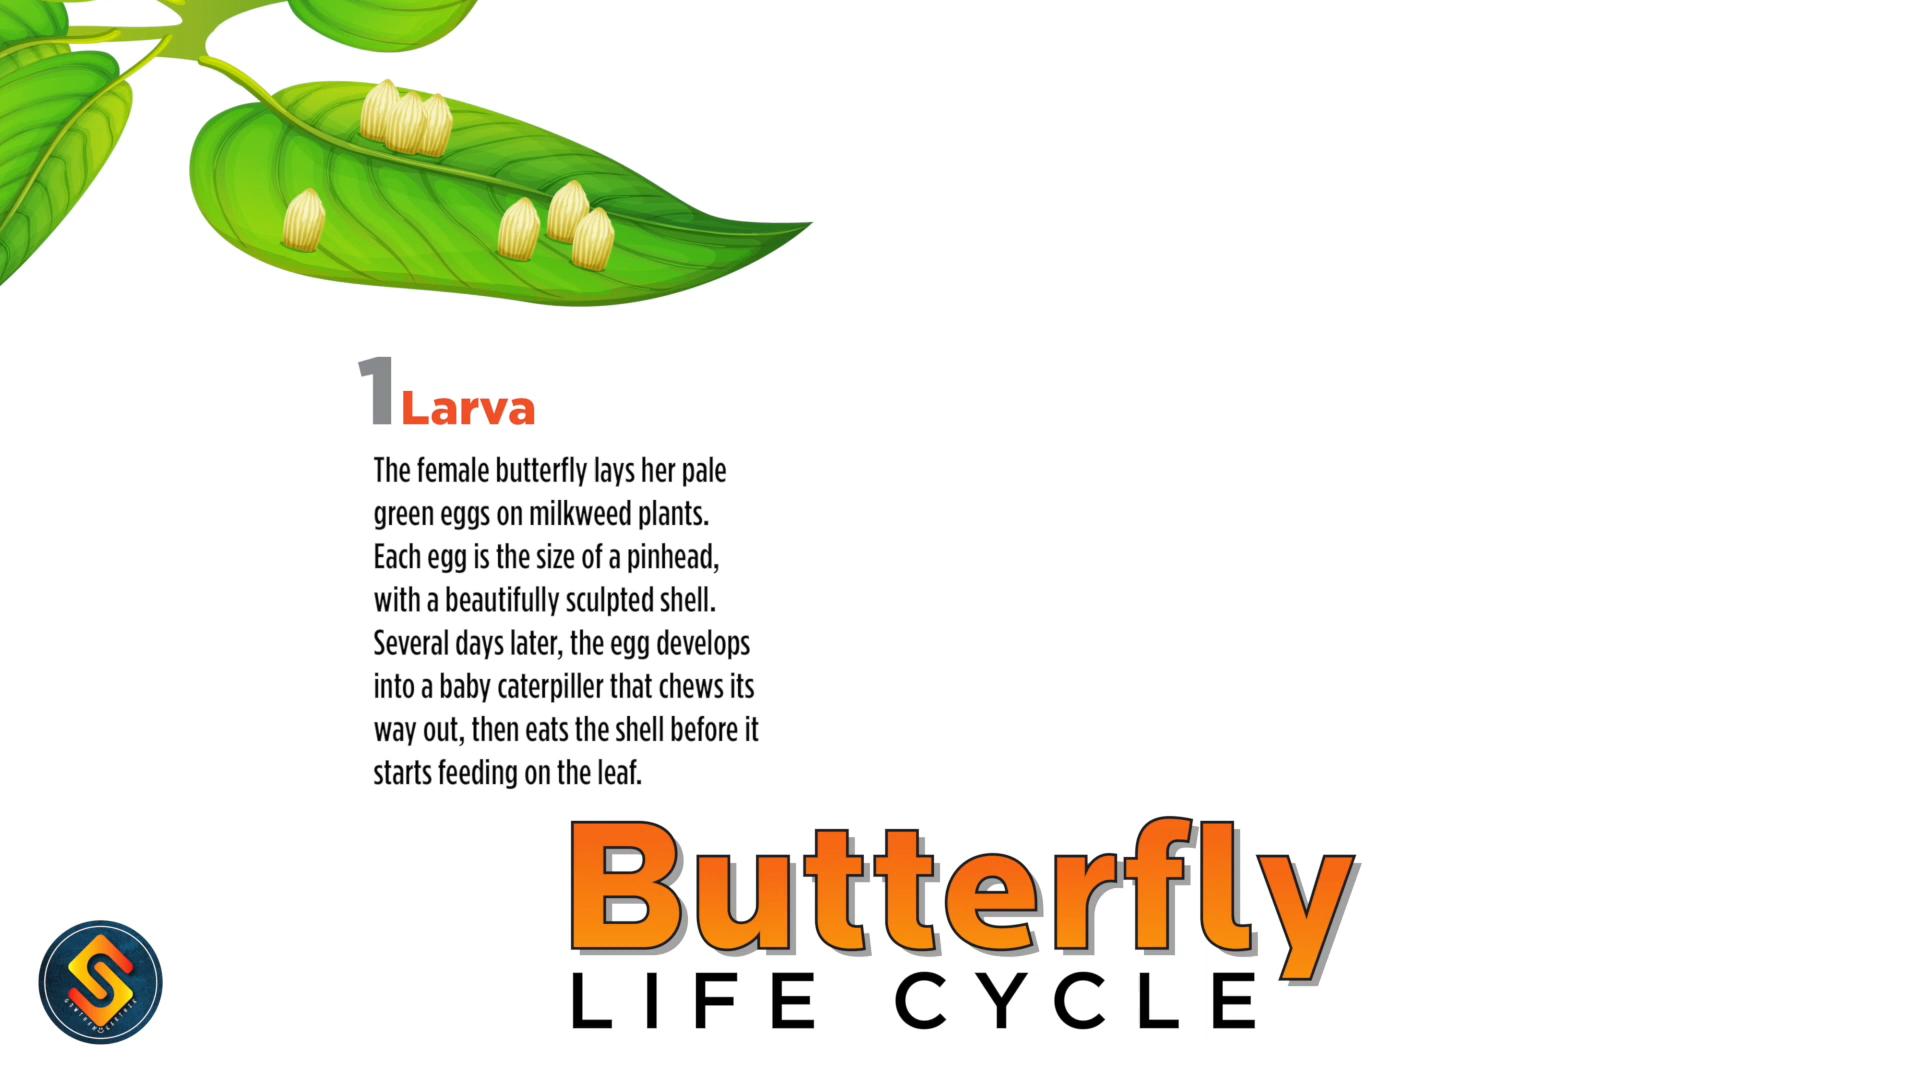 1 Larva
The female butterfly lays her pale
green eggs on milkweed plants.
Each egg is the size of a pinhead,
with a beautifully sculpted shell.
Several days later, the egg develops
into a baby caterpiller that chews its
way out, then eats the shell before it
starts feeding on the leaf.
Butterfly
LIFE CYCLE